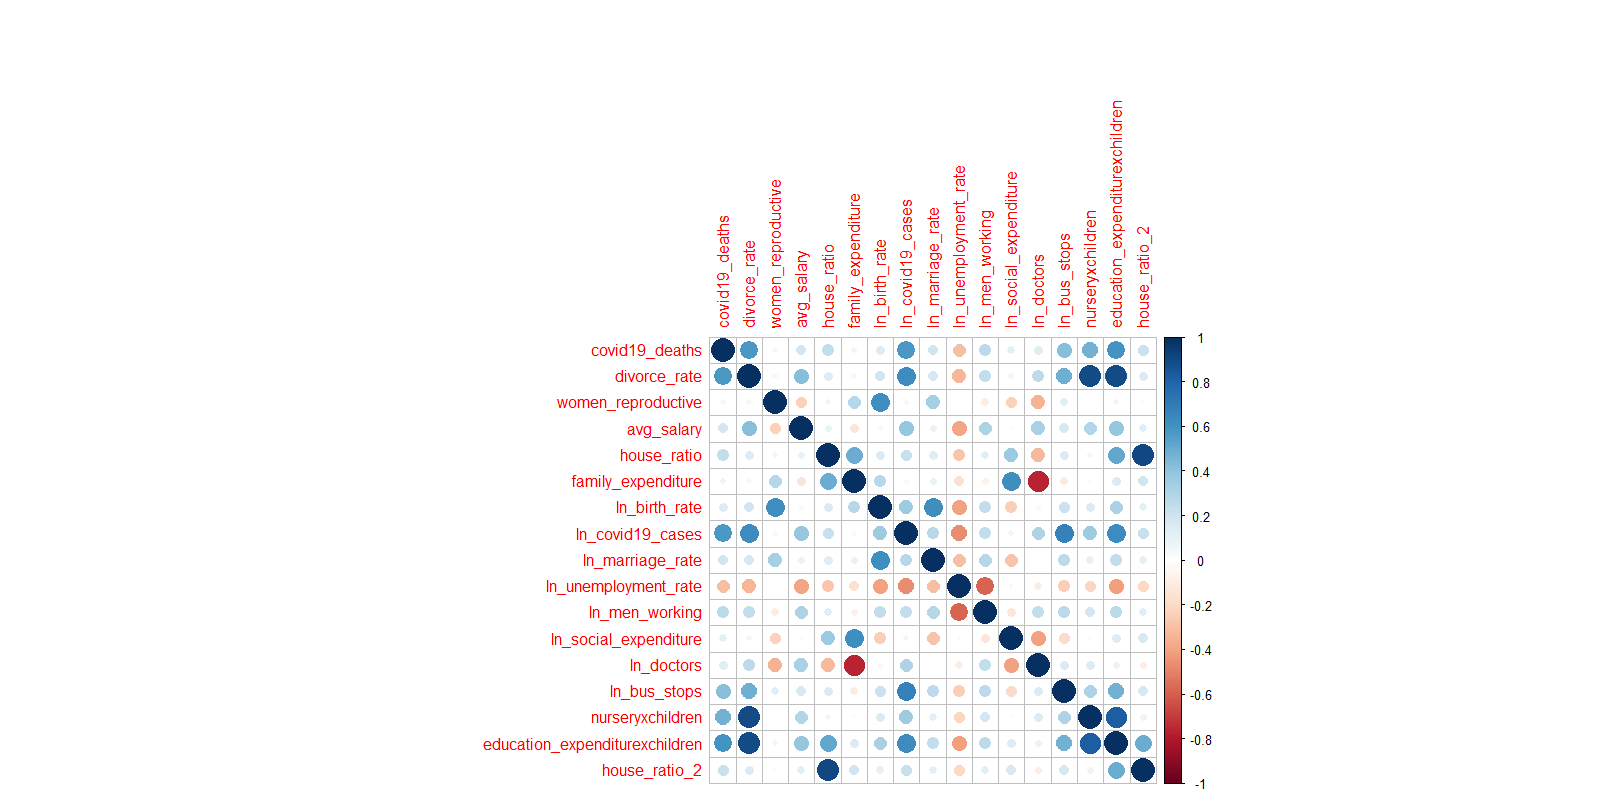 covid19_deaths
divorce_rate
women_reproductive
avg_salary
house_ratio
family_expenditure
ln_birth_rate
ln_covid19_cases
ln_marriage_rate
ln_unemployment_rate
ln_men_working
ln_social_expenditure
ln_doctors
ln_bus_stops
nurseryxchildren
education_expenditurexchildren
house_ratio_2
covid19_deaths
divorce_rate
women_reproductive
avg_salary
house_ratio
family_expenditure
ln_birth_rate
ln_covid19_cases
ln_marriage_rate
ln_unemployment_rate
ln_men_working
ln_social_expenditure
ln_doctors
ln_bus_stops
nurseryxchildren
education_expenditurexchildren
house_ratio_2
1
0.8
0.6
0.4
0.2
0
-0.2
-0.4
-0.6
-0.8
-1